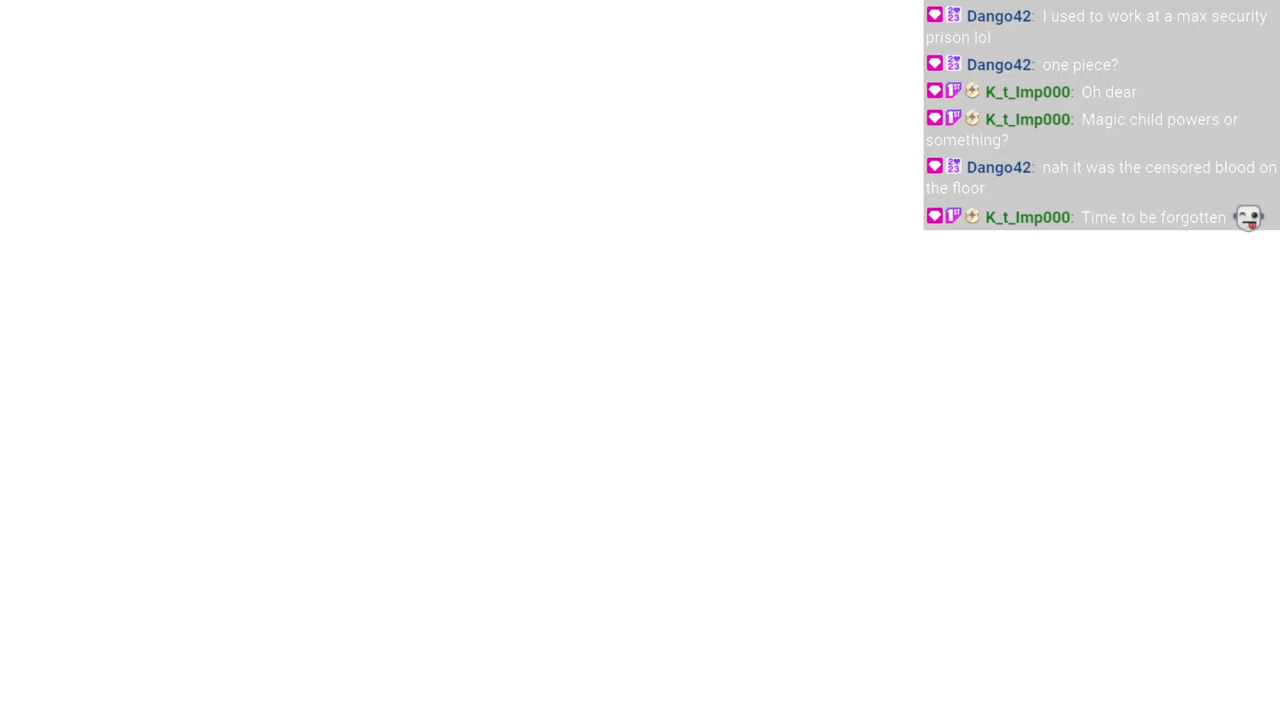 Dango42: I used to work at a max security
prison lol
Dango42: one piece?
K_t_Imp000: Oh dear
K_t_Imp000: Magic child powers or
something?
Dango42: nah it was the censored blood on
the floor
K_t_Imp000: Time to be forgotten